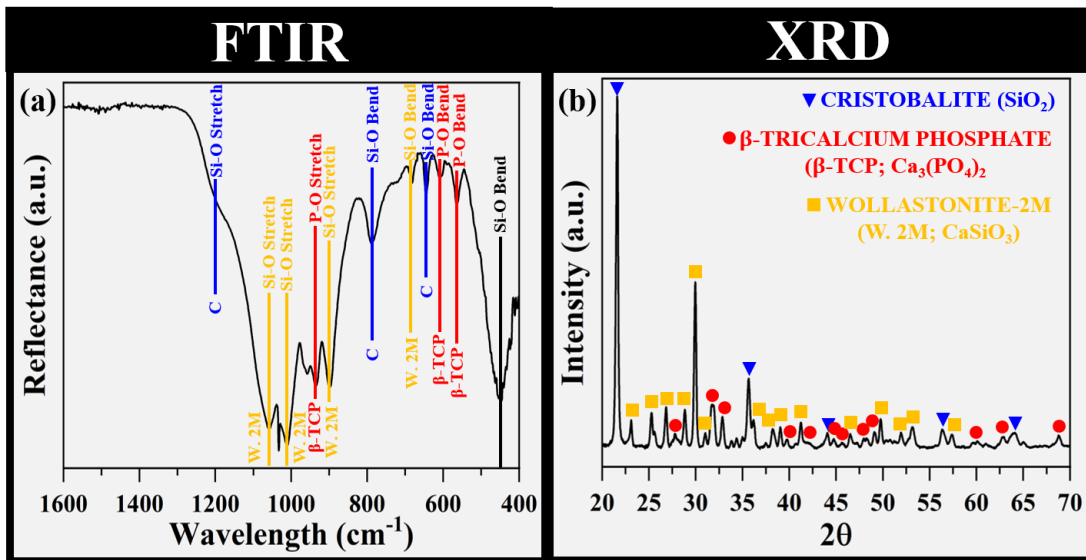 FTIR
XRD
(a)
Si-O Stretch
Si-O Stretch
Si-O Stretch
P-O Stretch
Si-O Stretch
Si-O Bend
Si-O Bend
Si-O Bend
P-O Bend
P-O Bend
Si-O Bend
C
W. 2M
W. 2M
β-TCP
W. 2M
C
W. 2M
C
β-TCP
β-TCP
Reflectance (a.u.)
1600
1400
1200
1000
800
600
400
Wavelength (cm-1)
(b)
CRISTOBALITE (SiO2)
β-TRICALCIUM PHOSPHATE
(β-TCP; Ca3(PO4)2
WOLLASTONITE-2M
(W. 2M; CaSiO3)
Intensity (a.u.)
20 25 30 35 40 45 50 55 60 65 70
2θ